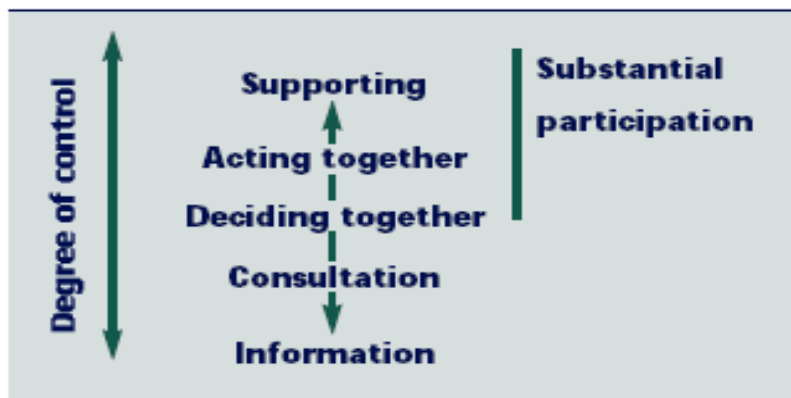 Degree of control
Supporting
Acting together
Deciding together
Consultation
Information
Substantial
participation